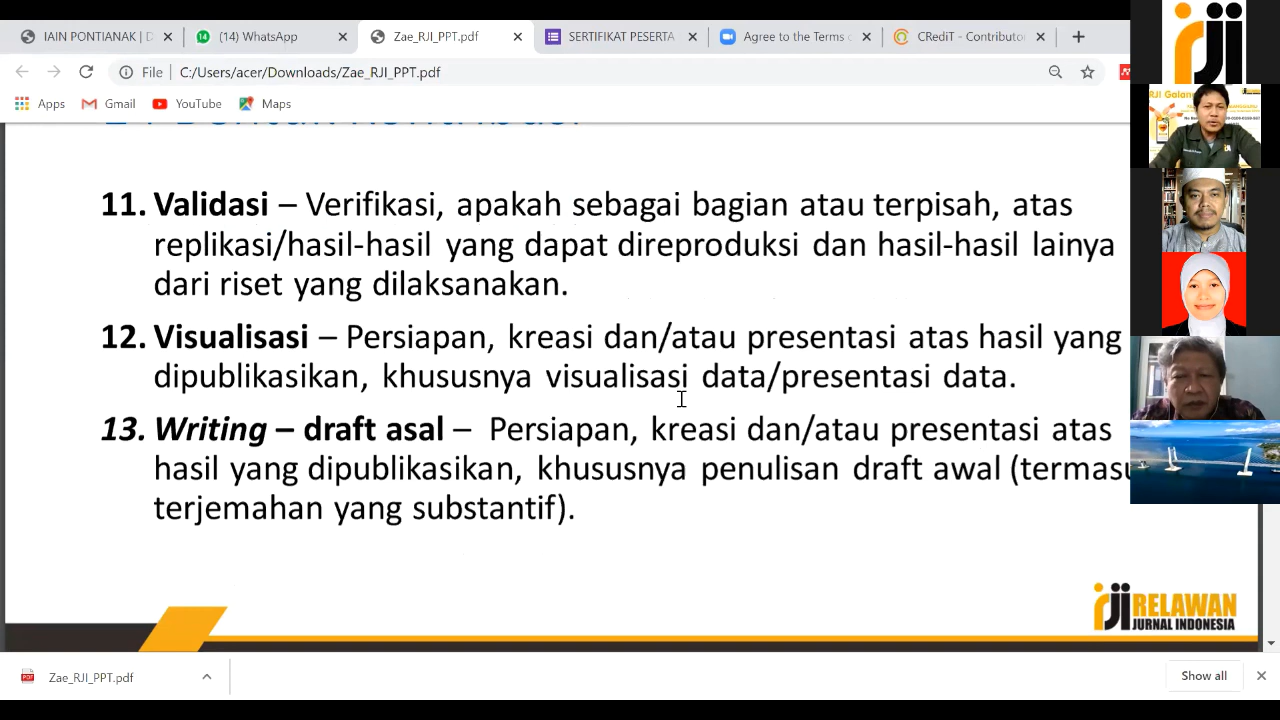 IAIN PONTIANAK | D
(14) WhatsApp
Zae_RJI_PPT.pdf
SERTIFIKAT PESERTA
Agree to the Terms o
CRediT - Contributor
File
C:/Users/acer/Downloads/Zae_RJI_PPT.pdf
Apps
Gmail
YouTube
Maps
11. Validasi – Verifikasi, apakah sebagai bagian atau terpisah, atas
replikasi/hasil-hasil yang dapat direproduksi dan hasil-hasil lainya
dari riset yang dilaksanakan.
12. Visualisasi – Persiapan, kreasi dan/atau presentasi atas hasil yang
dipublikasikan, khususnya visualisasi data/presentasi data.
13. Writing – draft asal – Persiapan, kreasi dan/atau presentasi atas
hasil yang dipublikasikan, khususnya penulisan draft awal (termasu
terjemahan yang substantif).
rji RELAWAN
JURNAL INDONESIA
Zae_RJI_PPT.pdf
Show all
rji